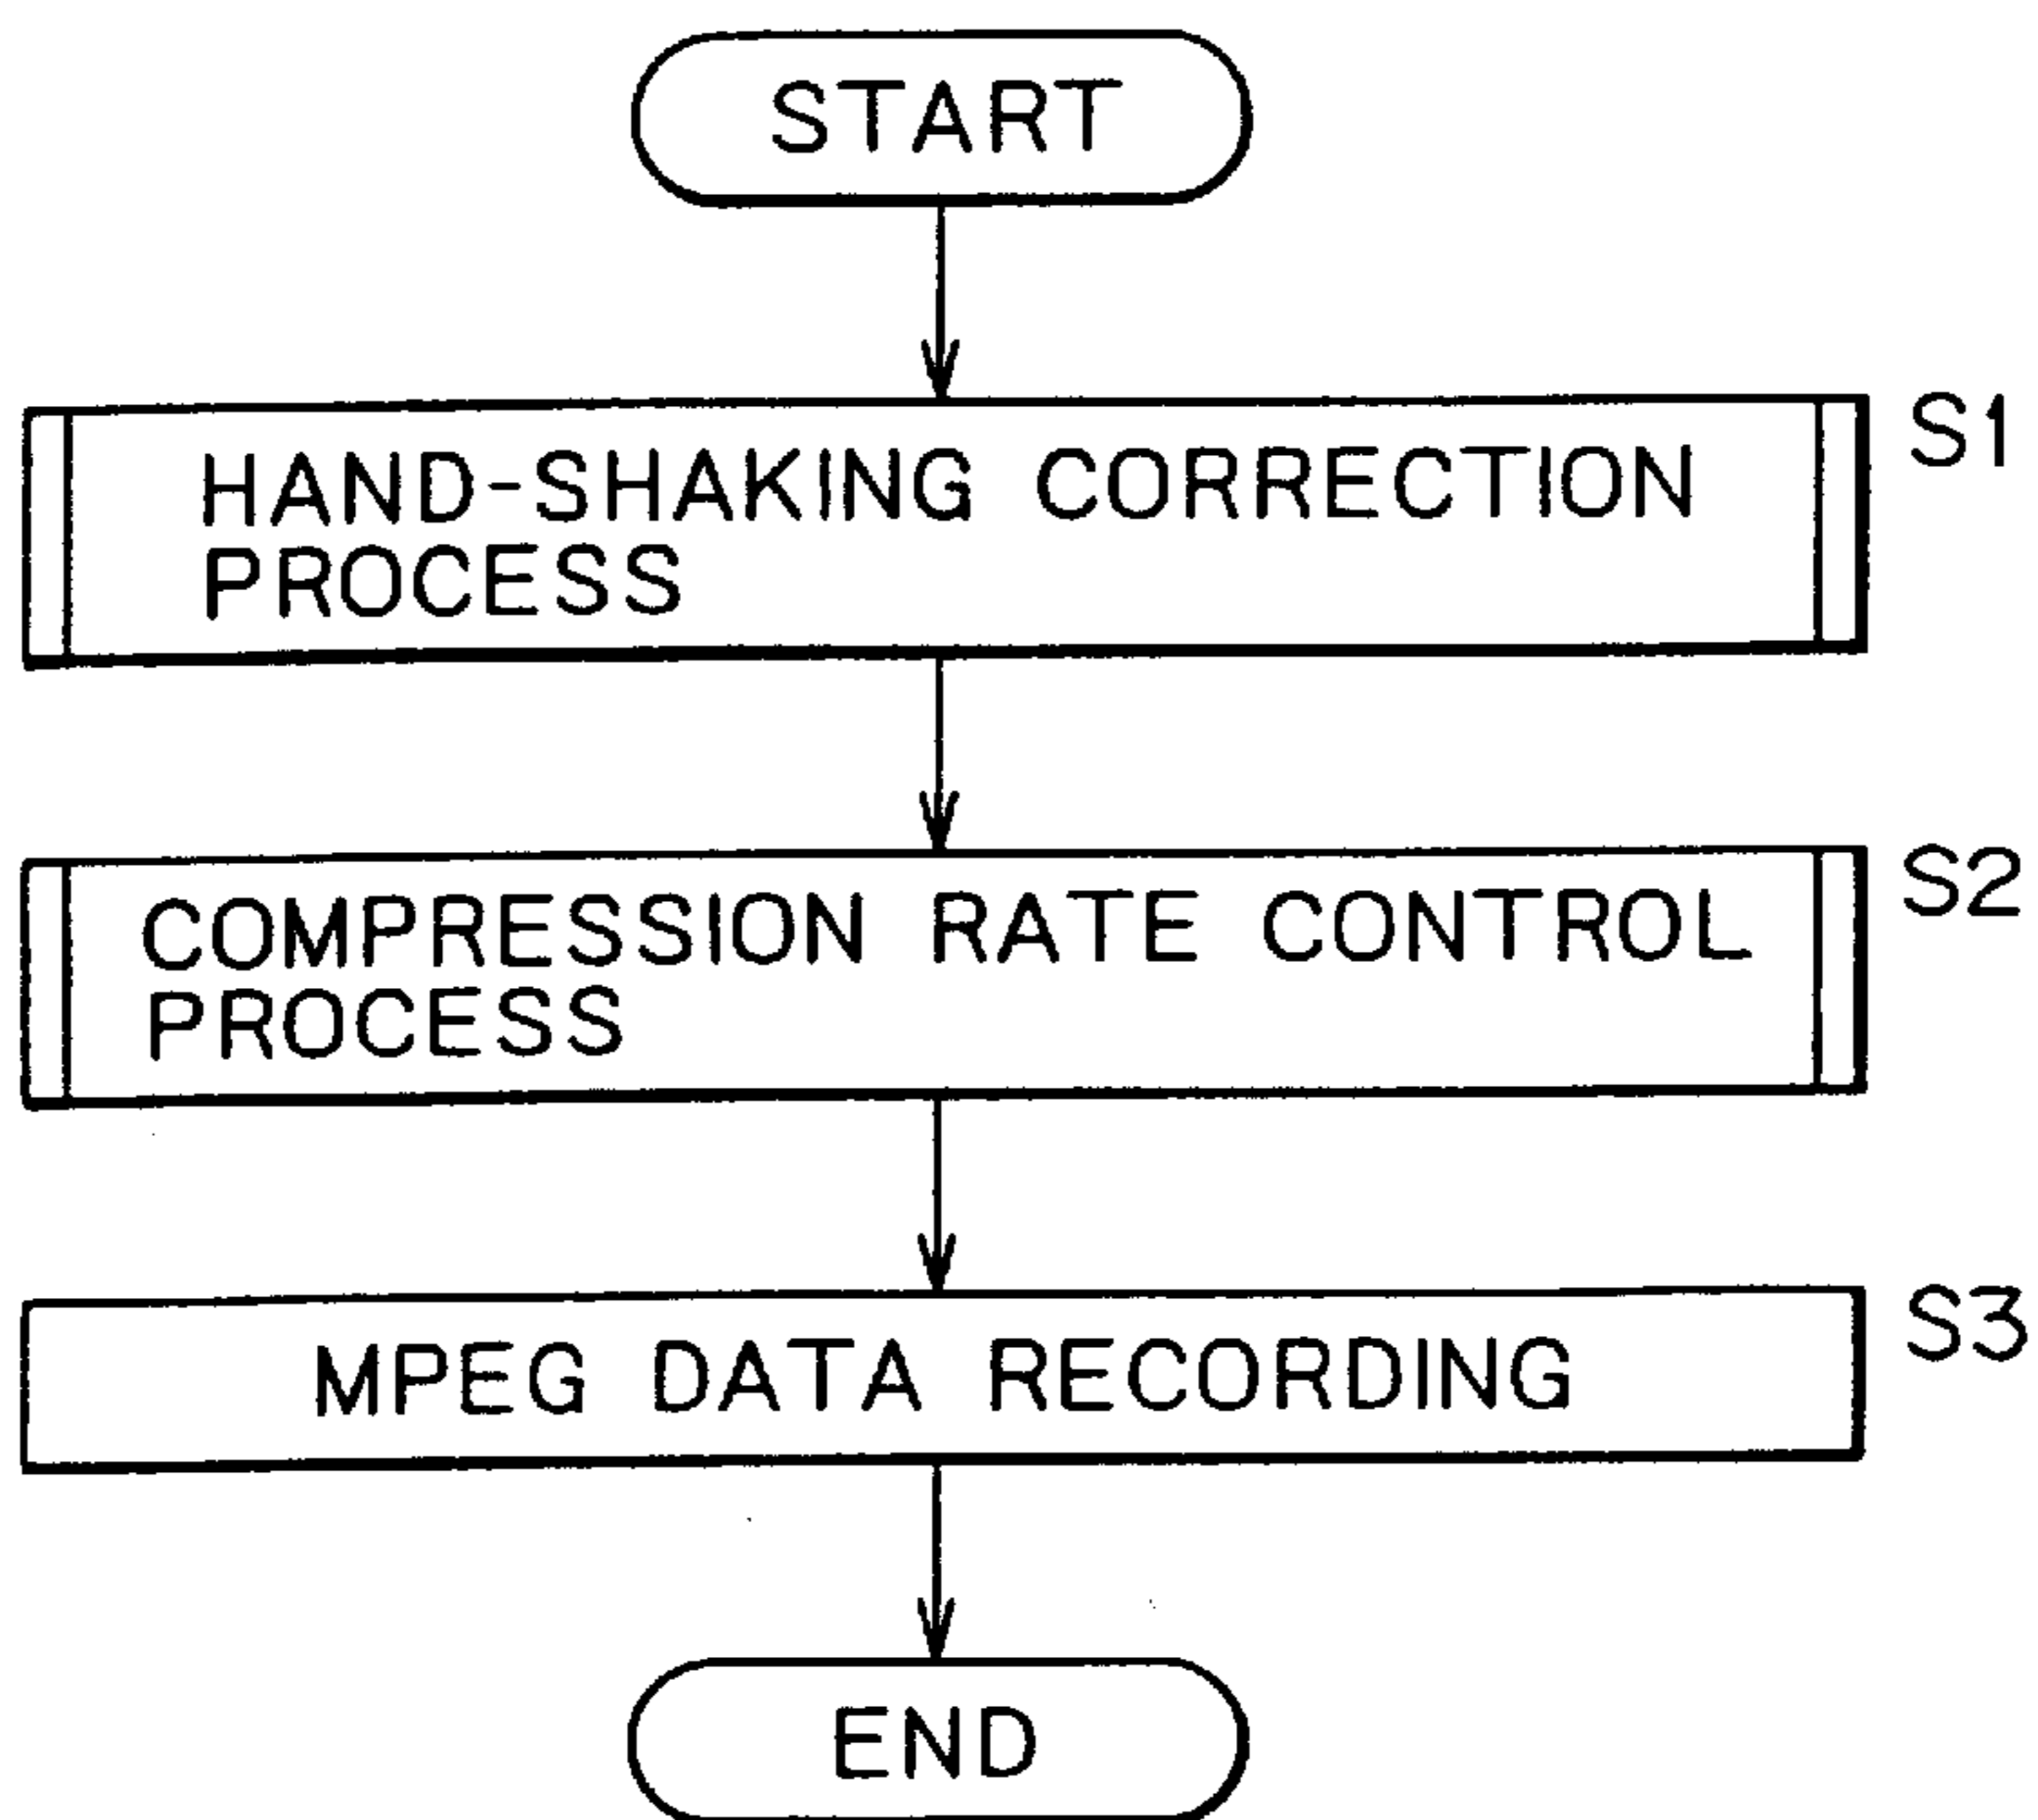 START
HAND-SHAKING CORRECTION
PROCESS
S1
COMPRESSION RATE CONTROL
PROCESS
S2
MPEG DATA RECORDING
S3
END